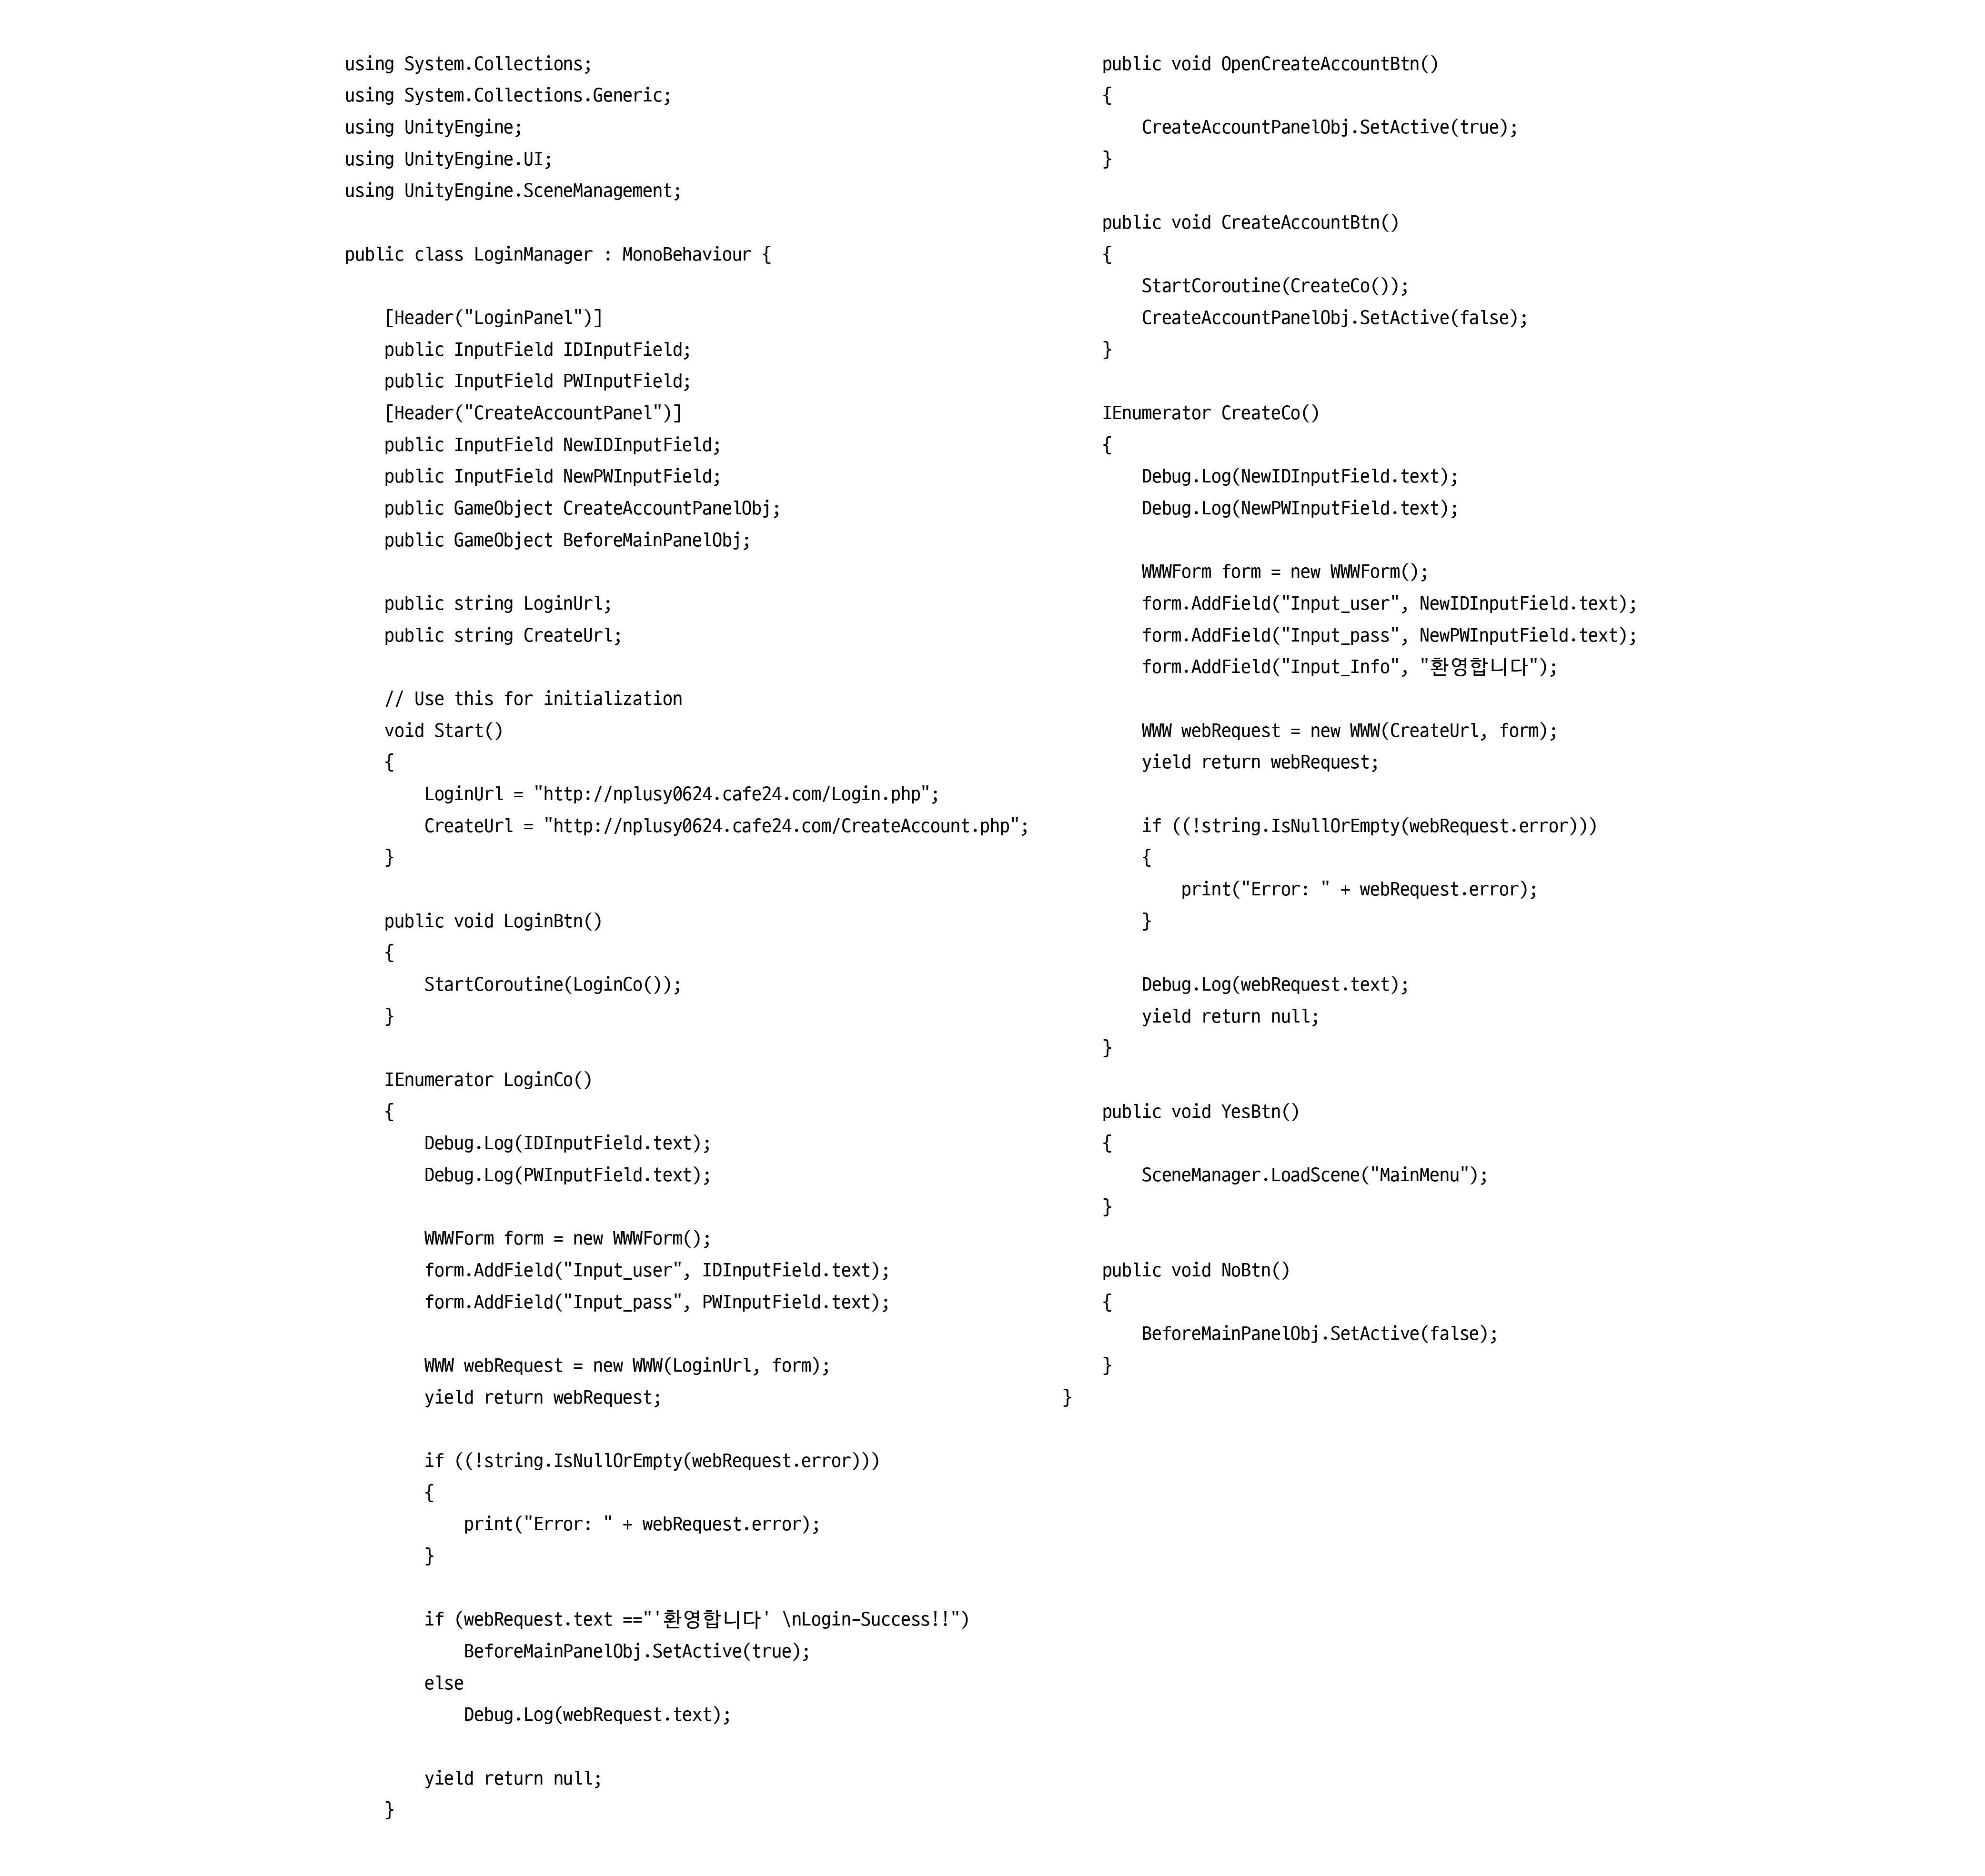 using System.Collections;
using System.Collections.Generic;
using UnityEngine;
using UnityEngine.UI;
using UnityEngine.SceneManagement;

public class LoginManager : MonoBehaviour {

    [Header("LoginPanel")]
    public InputField IDInputField;
    public InputField PWInputField;
    [Header("CreateAccountPanel")]
    public InputField NewIDInputField;
    public InputField NewPWInputField;
    public GameObject CreateAccountPanelObj;
    public GameObject BeforeMainPanelObj;

    public string LoginUrl;
    public string CreateUrl;

    // Use this for initialization
    void Start()
    {
        LoginUrl = "http://nplusy0624.cafe24.com/Login.php";
        CreateUrl = "http://nplusy0624.cafe24.com/CreateAccount.php";
    }

    public void LoginBtn()
    {
        StartCoroutine(LoginCo());
    }

    IEnumerator LoginCo()
    {
        Debug.Log(IDInputField.text);
        Debug.Log(PWInputField.text);

        WWWForm form = new WWWForm();
        form.AddField("Input_user", IDInputField.text);
        form.AddField("Input_pass", PWInputField.text);

        WWW webRequest = new WWW(LoginUrl, form);
        yield return webRequest;

        if ((!string.IsNullOrEmpty(webRequest.error)))
        {
            print("Error: " + webRequest.error);
        }

        if (webRequest.text =="'환영합니다' \nLogin-Success!!")
            BeforeMainPanelObj.SetActive(true);
        else
            Debug.Log(webRequest.text);

        yield return null;
    }

    public void OpenCreateAccountBtn()
    {
        CreateAccountPanelObj.SetActive(true);
    }

    public void CreateAccountBtn()
    {
        StartCoroutine(CreateCo());
        CreateAccountPanelObj.SetActive(false);
    }

    IEnumerator CreateCo()
    {
        Debug.Log(NewIDInputField.text);
        Debug.Log(NewPWInputField.text);

        WWWForm form = new WWWForm();
        form.AddField("Input_user", NewIDInputField.text);
        form.AddField("Input_pass", NewPWInputField.text);
        form.AddField("Input_Info", "환영합니다");

        WWW webRequest = new WWW(CreateUrl, form);
        yield return webRequest;

        if ((!string.IsNullOrEmpty(webRequest.error)))
        {
            print("Error: " + webRequest.error);
        }

        Debug.Log(webRequest.text);
        yield return null;
    }

    public void YesBtn()
    {
        SceneManager.LoadScene("MainMenu");
    }

    public void NoBtn()
    {
        BeforeMainPanelObj.SetActive(false);
    }
}